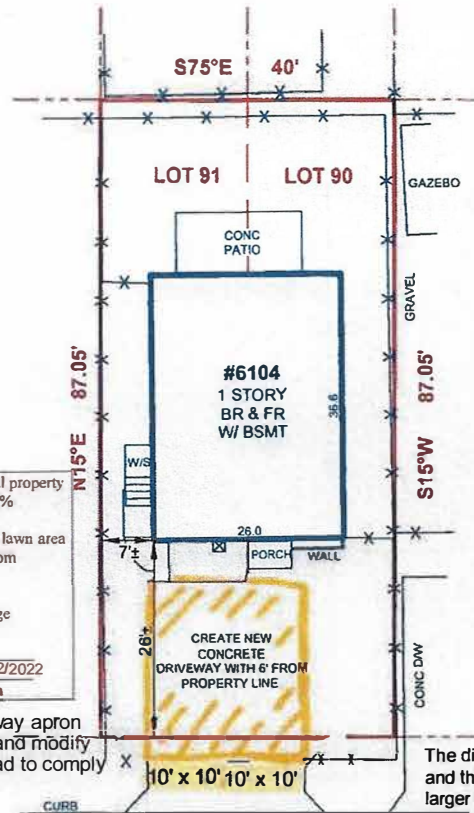 S75°E 40'
LOT 91 LOT 90
GAZEBO
CONC
PATIO
GRAVEL
#6104
1 STORY
BR & FR
W/ BSMT
36.6
N15°E 87.05'
S15°W 87.05'
W/S
26.0
7'±
PORCH
WALL
26'±
CREATE NEW
CONCRETE
DRIVEWAY WITH 6' FROM
PROPERTY LINE
CONC D/W
l property
%
lawn area
om
ge
2/2022
way apron
and modify
ad to comply
10' x 10' 10' x 10'
The di
and th
larger
CURB